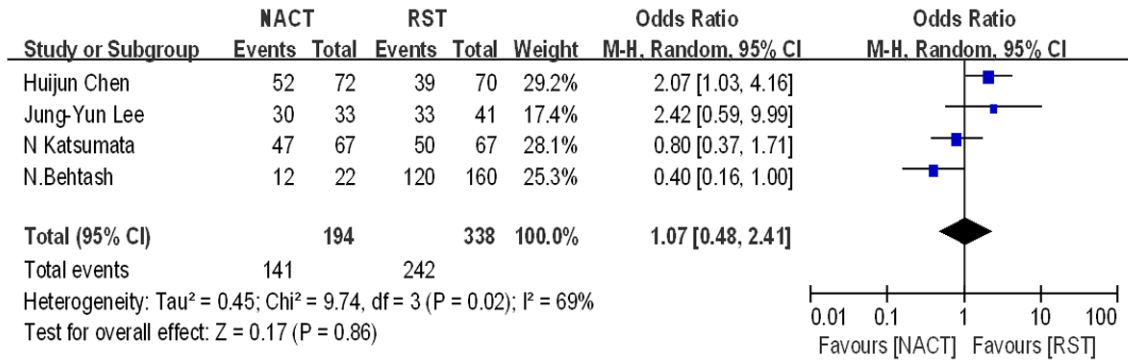 NACT RST Odds Ratio Odds Ratio
Study or Subgroup Events Total Events Total Weight M-H, Random, 95% CI M-H, Random, 95% CI
Huijun Chen 52 72 39 70 29.2% 2.07 [1.03, 4.16]
Jung-Yun Lee 30 33 33 41 17.4% 2.42 [0.59, 9.99]
N Katsumata 47 67 50 67 28.1% 0.80 [0.37, 1.71]
N.Behtash 12 22 120 160 25.3% 0.40 [0.16, 1.00]
Total (95% CI) 194 338 100.0% 1.07 [0.48, 2.41]
Total events 141 242
Heterogeneity: Tau² = 0.45; Chi² = 9.74, df = 3 (P = 0.02); I² = 69%
Test for overall effect: Z = 0.17 (P = 0.86)
0.01 0.1 1 10 100
Favours [NACT] Favours [RST]